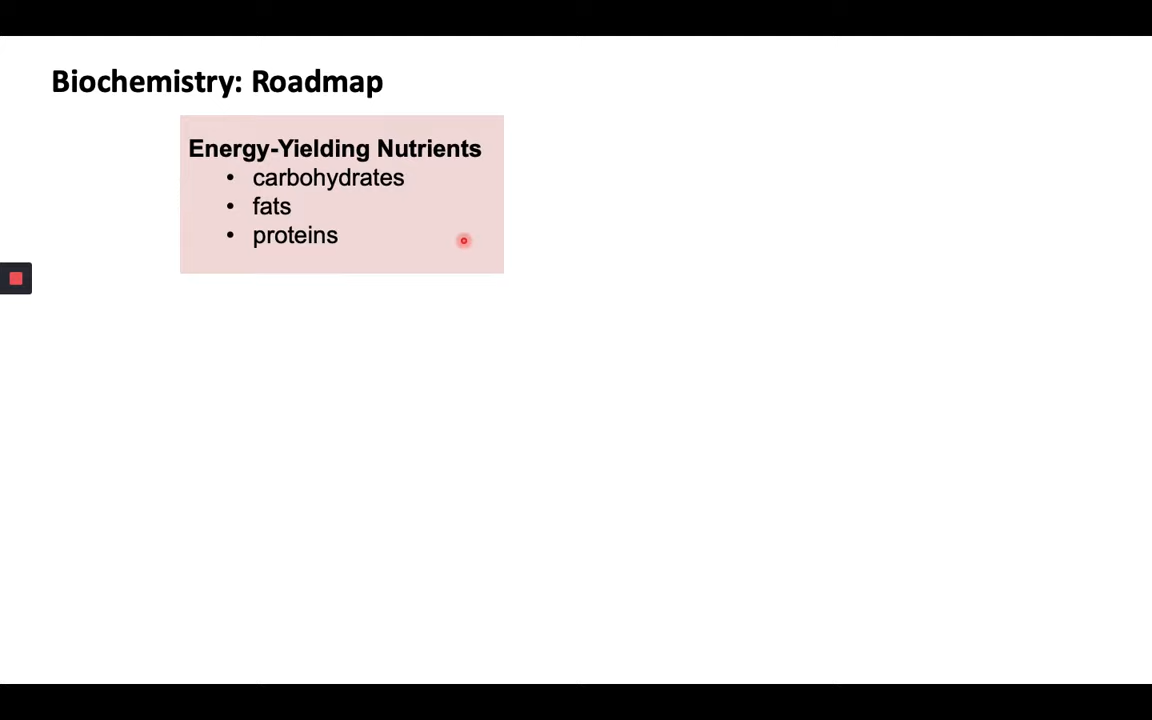 Biochemistry: Roadmap
Energy-Yielding Nutrients
• carbohydrates
• fats
• proteins